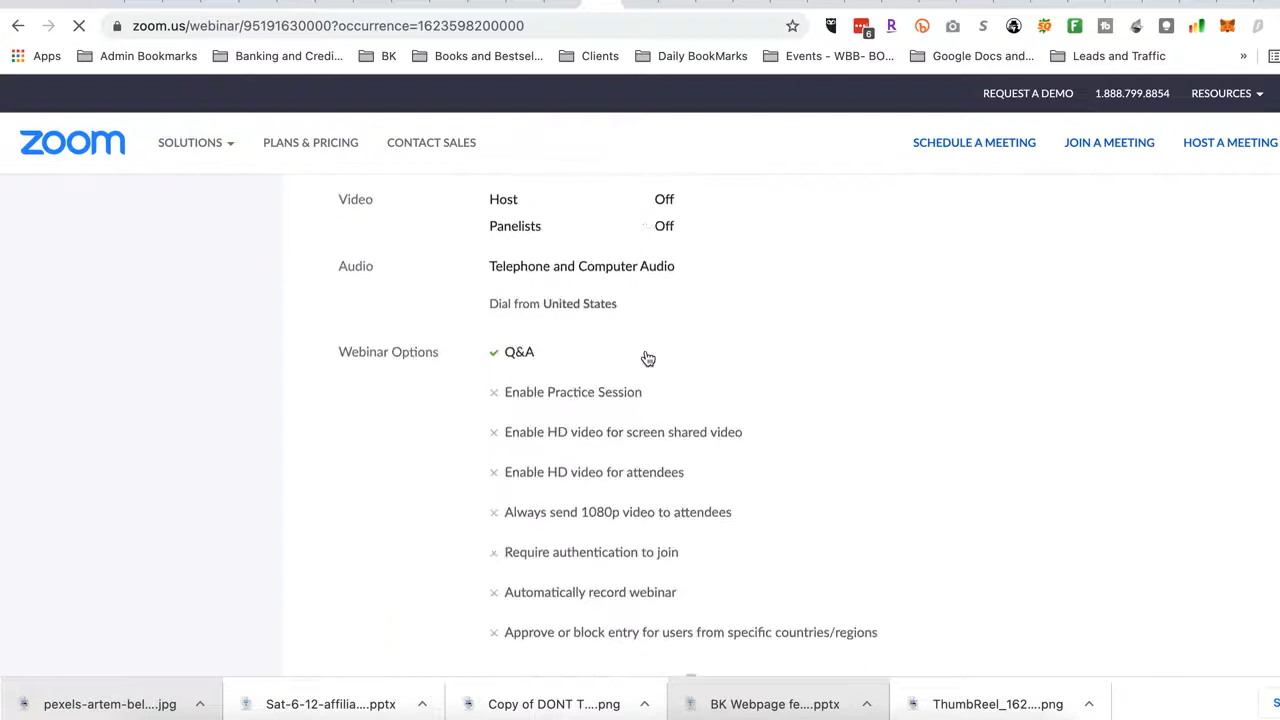 zoom.us/webinar/95191630000?occurrence=1623598200000
6
Apps Admin Bookmarks Banking and Credi... BK Books and Bestsel... Clients Daily BookMarks Events - WBB- BO... Google Docs and... Leads and Traffic »
REQUEST A DEMO 1.888.799.8854 RESOURCES
zoom SOLUTIONS PLANS & PRICING CONTACT SALES SCHEDULE A MEETING JOIN A MEETING HOST A MEETING
Video Host Off
Panelists Off
Audio Telephone and Computer Audio
Dial from United States
Webinar Options Q&A
Enable Practice Session
Enable HD video for screen shared video
Enable HD video for attendees
Always send 1080p video to attendees
Require authentication to join
Automatically record webinar
Approve or block entry for users from specific countries/regions
pexels-artem-bel....jpg Sat-6-12-affilia....pptx Copy of DONT T....png BK Webpage fe....pptx ThumbReel_162....png